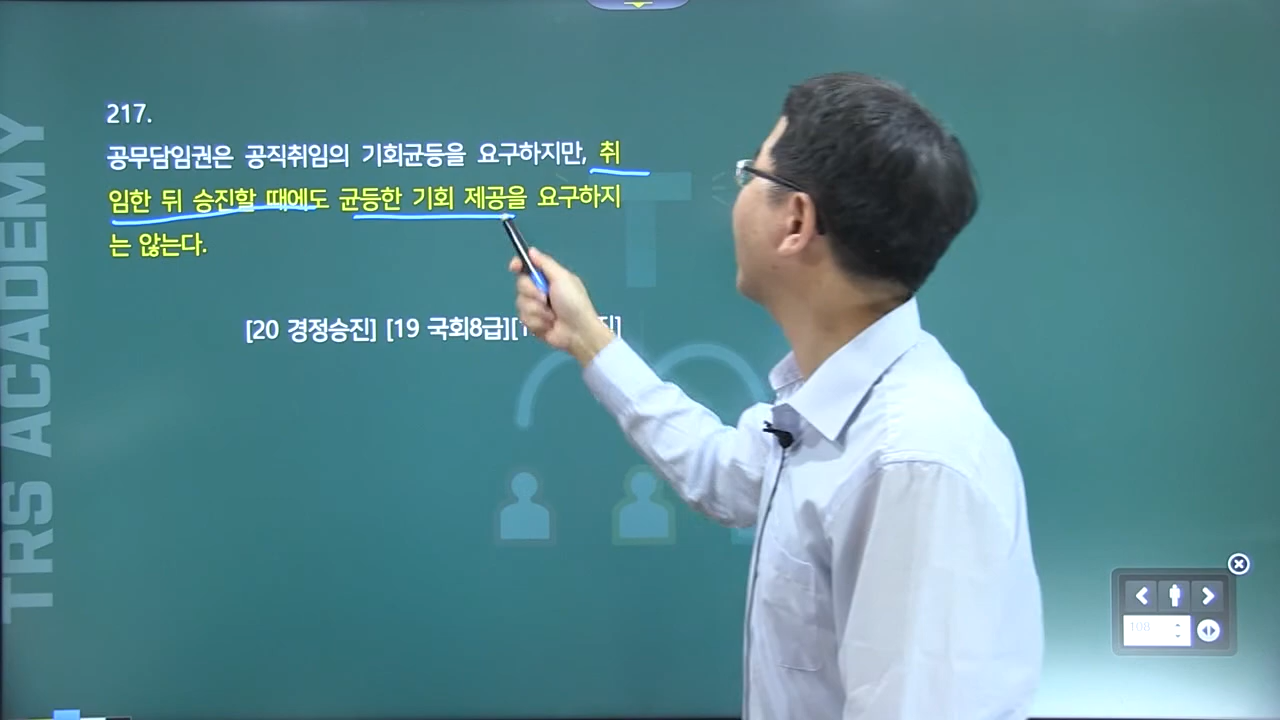 217.
공무담임권은 공직취임의 기회균등을 요구하지만, 취
임한 뒤 승진할 때에도 균등한 기회 제공을 요구하지
는 않는다.
[20 경정승진] [19 국회8급][1
TRS ACADEMY
108